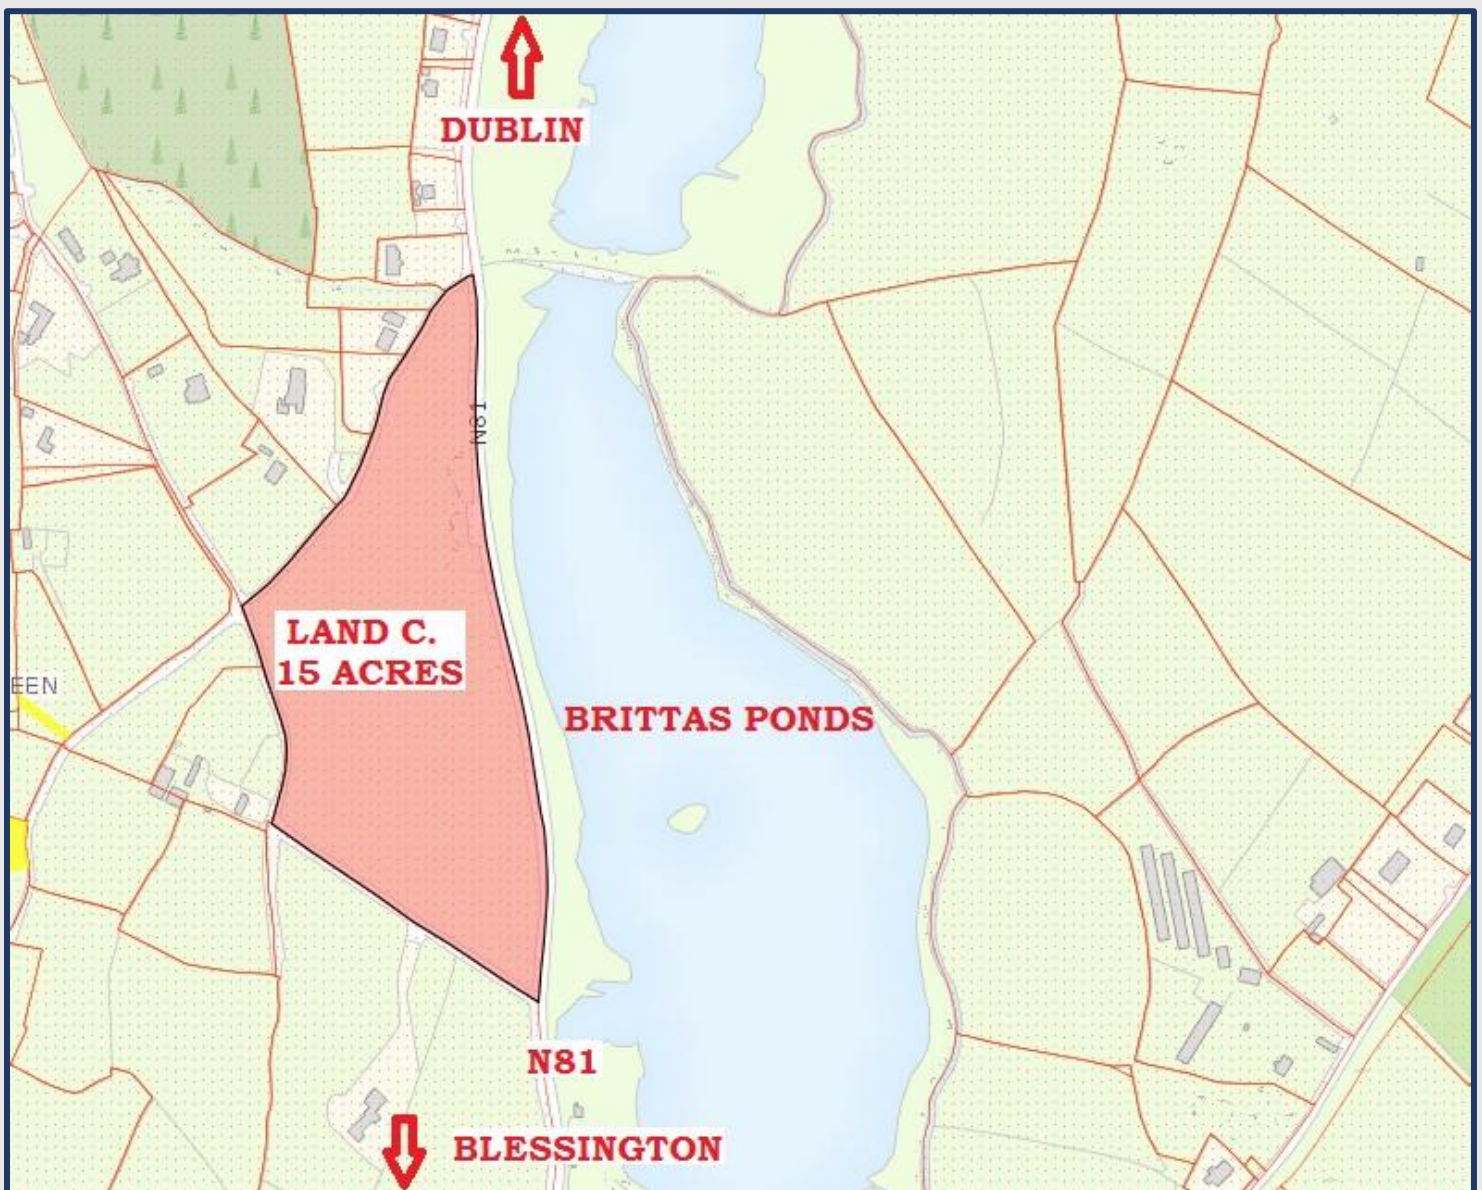 DUBLIN
N81
LAND C.
15 ACRES
EEN
BRITTAS PONDS
N81
BLESSINGTON